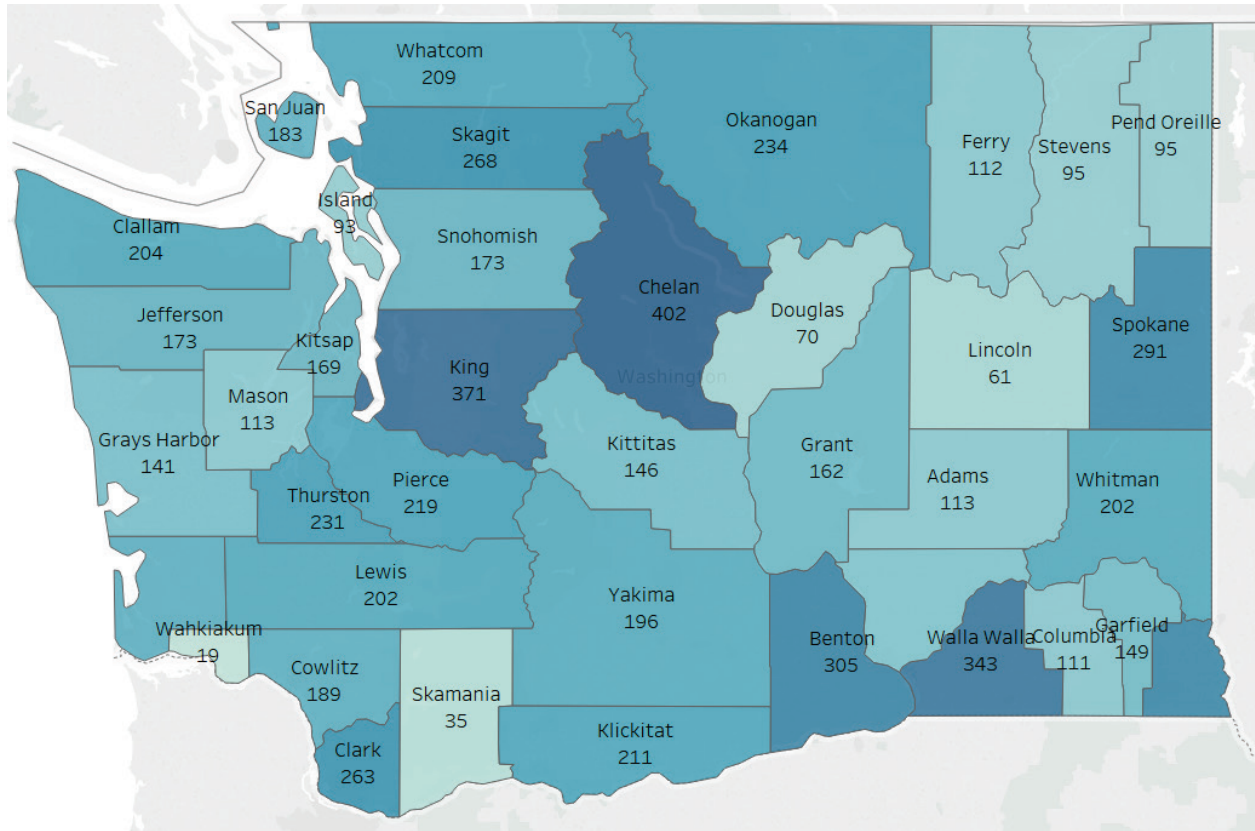 Whatcom
209
San Juan
183
Skagit
268
Okanogan
234
Ferry
112
Stevens
95
Pend Oreille
95
Island
93
Clallam
204
Snohomish
173
Chelan
402
Douglas
70
Jefferson
173
Kitsap
169
King
371
Lincoln
61
Spokane
291
Washington
Mason
113
Grays Harbor
141
Kittitas
146
Grant
162
Adams
113
Whitman
202
Thurston
231
Pierce
219
Lewis
202
Yakima
196
Wahkiakum
19
Cowlitz
189
Skamania
35
Benton
305
Walla Walla
343
Columbia
111
Garfield
149
Clark
263
Klickitat
211